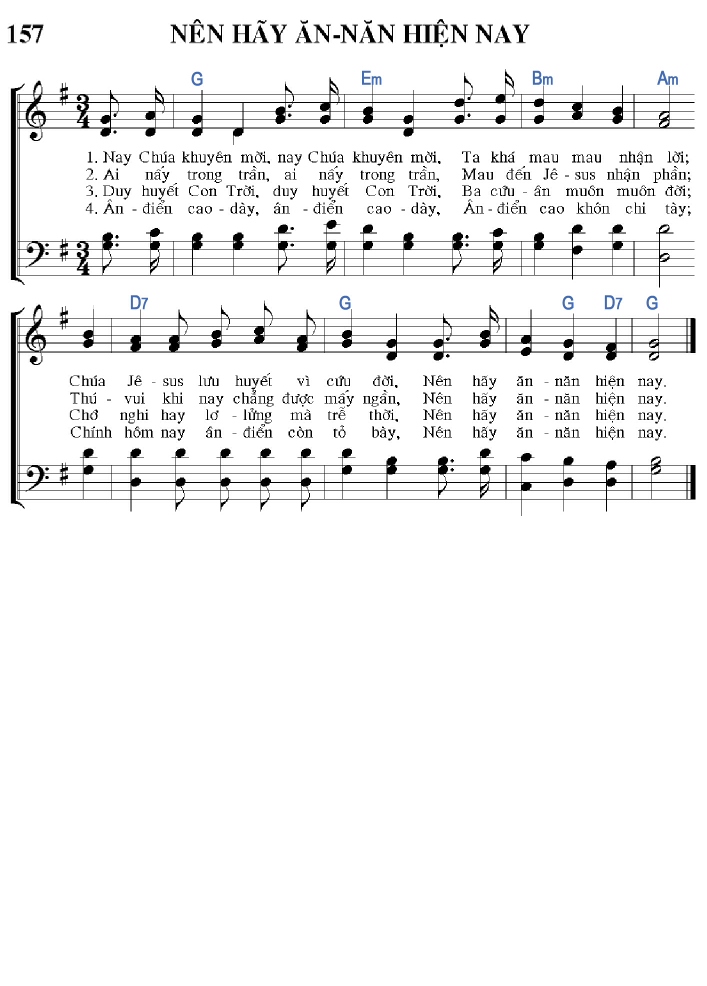 157 NÊN HÃY ĂN-NĂN HIỆN NAY
G Em Bm Am
3 4
1. Nay Chúa khuyên mời, nay Chúa khuyên mời, Ta khá mau mau nhận lời;
2. Ai nấy trong trần, ai nấy trong trần, Mau đến Jê-sus nhận phần;
3. Duy huyết Con Trời, duy huyết Con Trời, Ba cứu-ân muôn muôn đời;
4. Ân-điển cao-dày, ân-điển cao-dày, Ân-điển cao khôn chi tày;
3 4
D7 G G D7 G
Chúa Jê-sus lưu huyết vì cứu đời, Nên hãy ăn-năn hiện nay.
Thú-vui khi nay chẳng được mấy ngần, Nên hãy ăn-năn hiện nay.
Chớ nghi hay lơ-lửng mà trễ thời, Nên hãy ăn-năn hiện nay.
Chính hôm nay ân-điển còn tỏ bày, Nên hãy ăn-năn hiện nay.